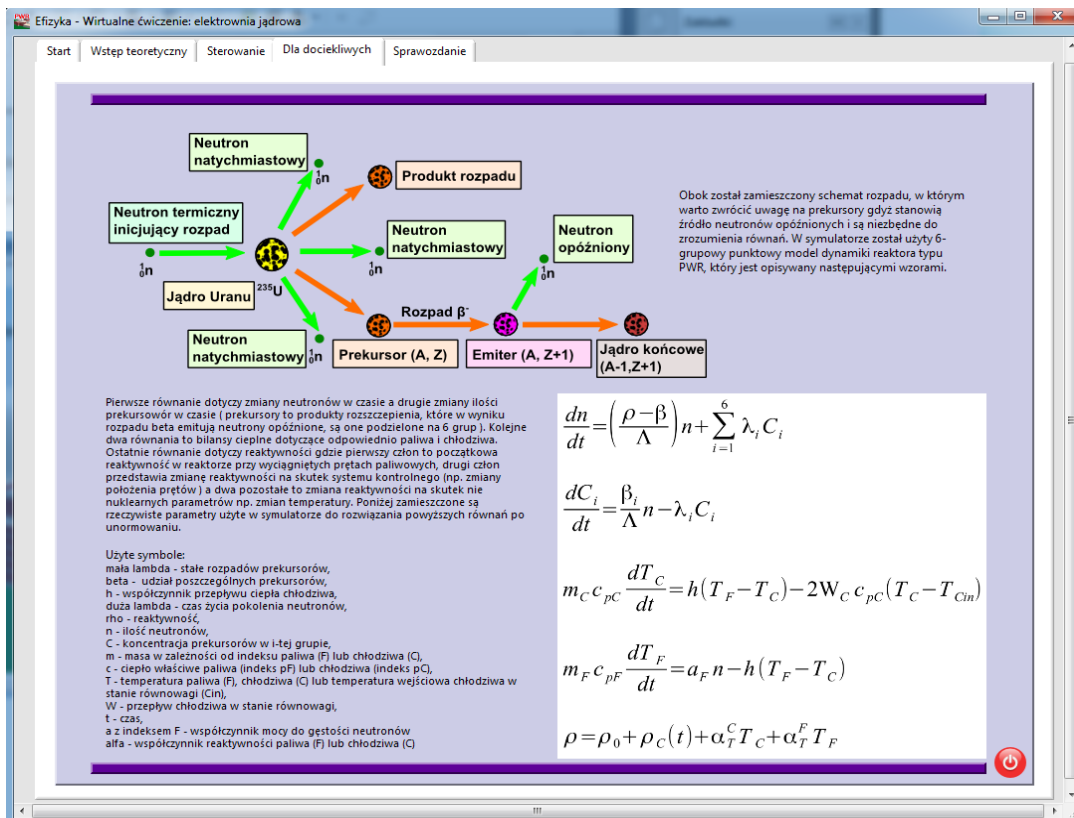 Efizyka - Wirtualne ćwiczenie: elektrownia jądrowa
Start
Wstęp teoretyczny
Sterowanie
Dla dociekliwych
Sprawozdanie
Neutron
natychmiastowy
¹₀n
Produkt rozpadu
Neutron termiczny
inicjujący rozpad
¹₀n
Neutron
natychmiastowy
¹₀n
Neutron
opóźniony
¹₀n
Jądro Uranu
²³⁵U
Rozpad β⁻
Neutron
natychmiastowy
¹₀n
Prekursor (A, Z)
Emiter (A, Z+1)
Jądro końcowe
(A-1,Z+1)
Obok został zamieszczony schemat rozpadu, w którym
warto zwrócić uwagę na prekursory gdyż stanowią
źródło neutronów opóźnionych i są niezbędne do
zrozumienia równań. W symulatorze został użyty 6-
grupowy punktowy model dynamiki reaktora typu
PWR, który jest opisywany następującymi wzorami.
Pierwsze równanie dotyczy zmiany neutronów w czasie a drugie zmiany ilości
prekusorów w czasie ( prekursory to produkty rozszczepienia, które w wyniku
rozpadu beta emitują neutrony opóźnione, są one podzielone na 6 grup ). Kolejne
dwa równania to bilansy cieplne dotyczące odpowiednio paliwa i chłodziwa.
Ostatnie równanie dotyczy reaktywności gdzie pierwszy człon to początkowa
reaktywność w reaktorze przy wyciągniętych prętach paliwowych, drugi człon
przedstawia zmianę reaktywności na skutek systemu kontrolnego (np. zmiany
położenia prętów ) a dwa pozostałe to zmiana reaktywności na skutek nie
nuklearnych parametrów np. zmian temperatury. Poniżej zamieszczone są
rzeczywiste parametry użyte w symulatorze do rozwiązania powyższych równań po
unormowaniu.
Użyte symbole:
mała lambda - stałe rozpadów prekursorów,
beta - udział poszczególnych prekursorów,
h - współczynnik przepływu ciepła chłodziwa,
duża lambda - czas życia pokolenia neutronów,
rho - reaktywność,
n - ilość neutronów,
C - koncentracja prekursorów w i-tej grupie,
m - masa w zależności od indeksu paliwa (F) lub chłodziwa (C),
c - ciepło właściwe paliwa (indeks pF) lub chłodziwa (indeks pC),
T - temperatura paliwa (F), chłodziwa (C) lub temperatura wejściowa chłodziwa w
stanie równowagi (Cin),
W - przepływ chłodziwa w stanie równowagi,
t - czas,
a z indeksem F - współczynnik mocy do gęstości neutronów
alfa - współczynnik reaktywności paliwa (F) lub chłodziwa (C)
dn/dt = ((ρ−β)/Λ) n + ∑_{i=1}^{6} λ_i C_i
dC_i/dt = (β_i/Λ) n − λ_i C_i
m_C c_{pC} dT_C/dt = h(T_F − T_C) − 2W_C c_{pC}(T_C − T_{Cin})
m_F c_{pF} dT_F/dt = a_F n − h(T_F − T_C)
ρ = ρ_0 + ρ_C(t) + α_T^C T_C + α_T^F T_F